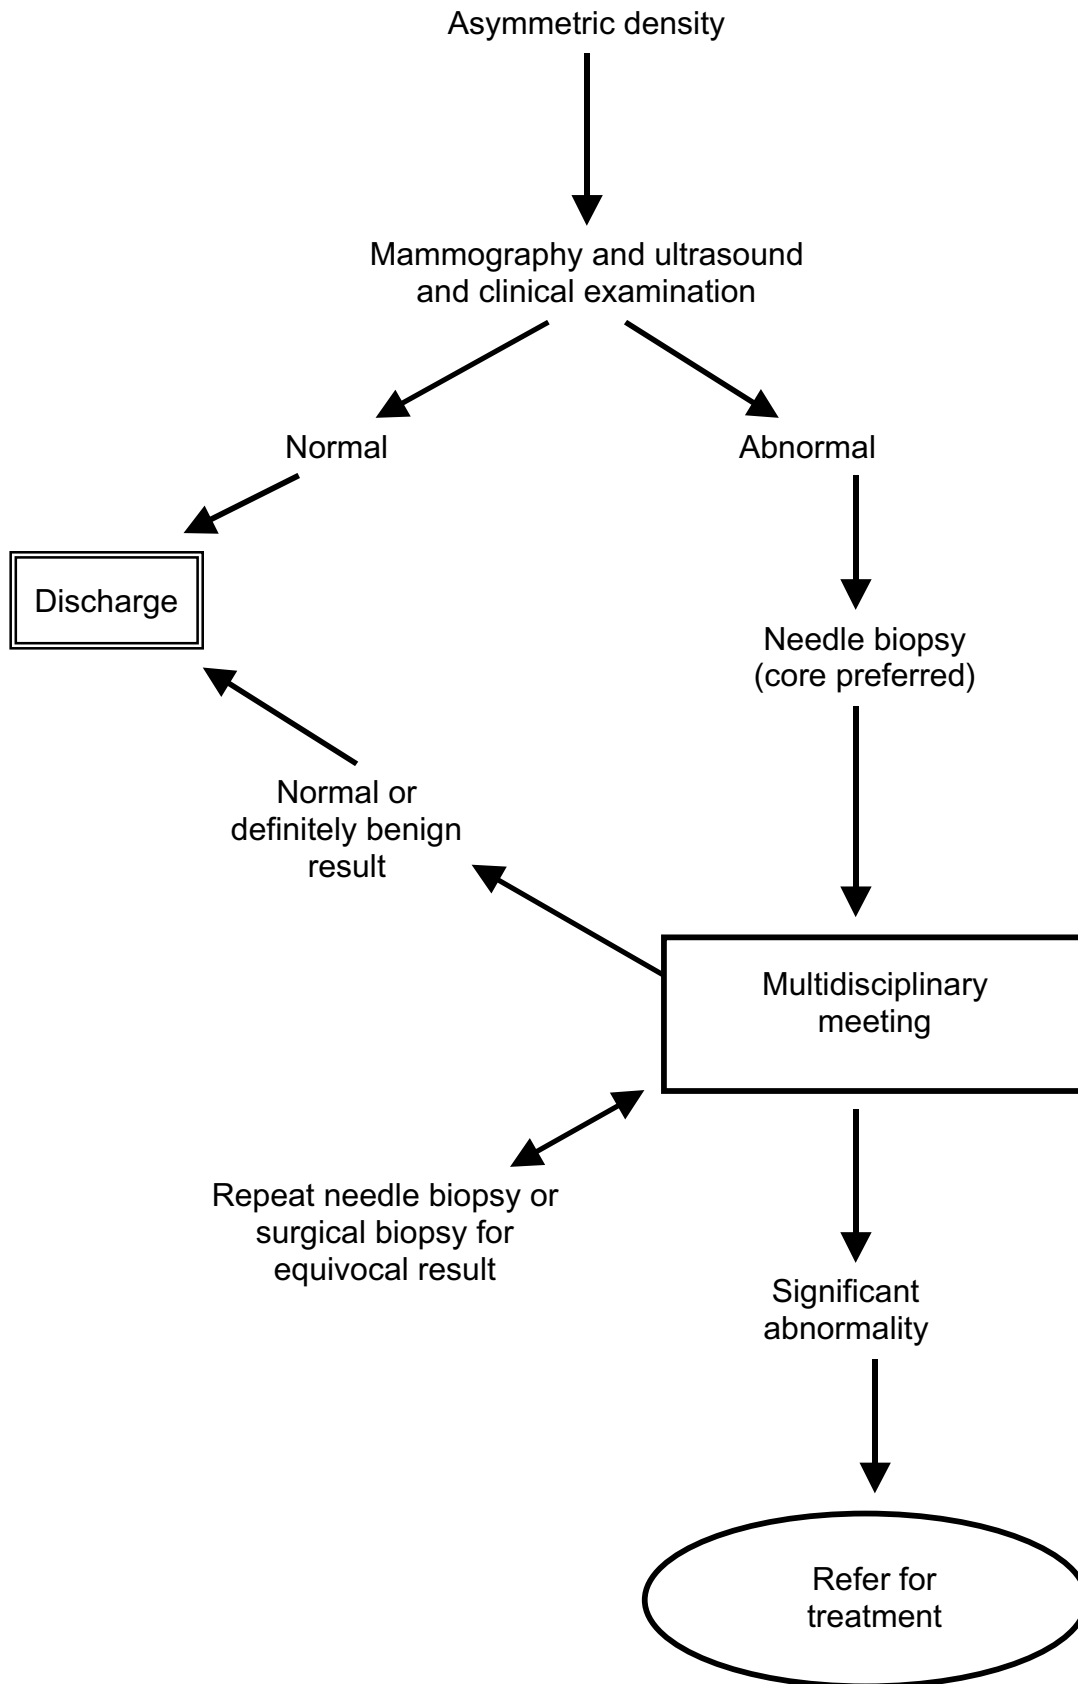 Asymmetric density
Mammography and ultrasound
and clinical examination
Normal
Abnormal
Discharge
Needle biopsy
(core preferred)
Normal or
definitely benign
result
Multidisciplinary
meeting
Repeat needle biopsy or
surgical biopsy for
equivocal result
Significant
abnormality
Refer for
treatment